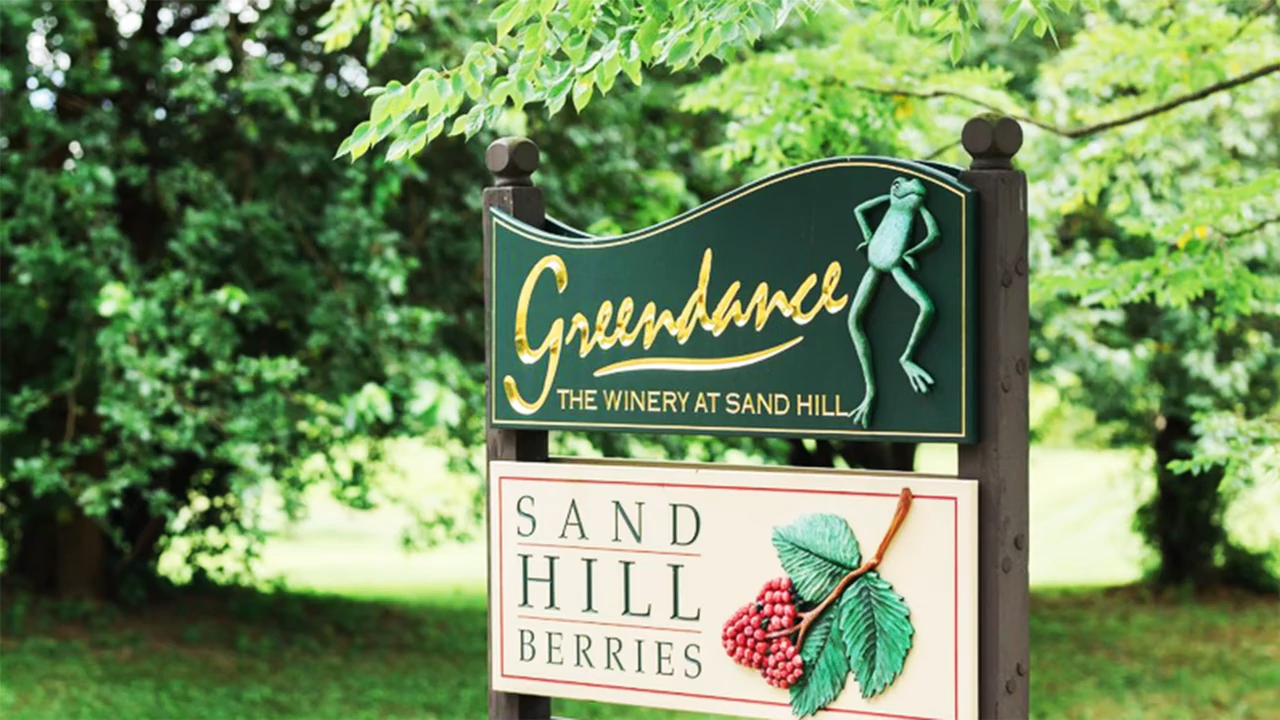 Greendance
THE WINERY AT SAND HILL
SAND
HILL
BERRIES